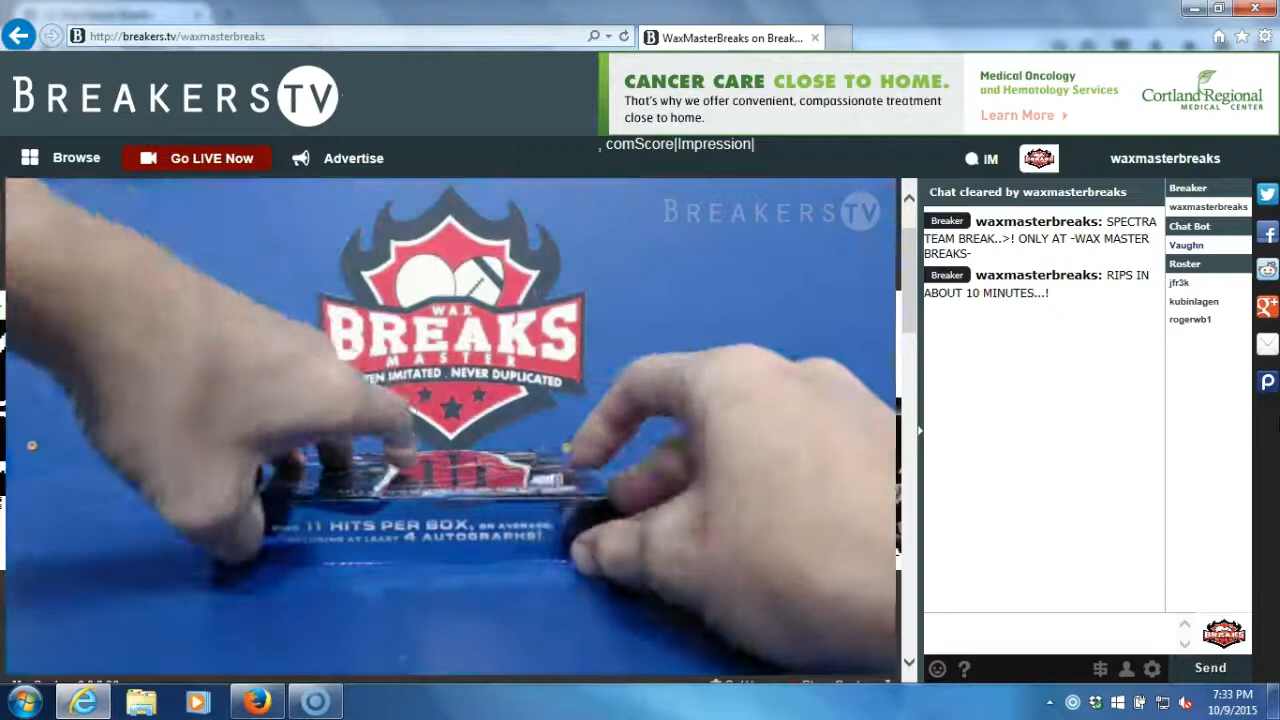 http://breakers.tv/waxmasterbreaks
WaxMasterBreaks on Break...
BREAKERSTV
CANCER CARE CLOSE TO HOME.
That's why we offer convenient, compassionate treatment
close to home.
Medical Oncology
and Hematology Services
Learn More
Cortland Regional
MEDICAL CENTER
, comScore|Impression|
Browse
Go LIVE Now
Advertise
IM
waxmasterbreaks
BREAKERSTV
WAX
BREAKS
MASTER
IMITATED . NEVER DUPLICATED
11 HITS PER BOX, ON AVERAGE,
INCLUDING AT LEAST 4 AUTOGRAPHS!
Chat cleared by waxmasterbreaks
Breaker waxmasterbreaks: SPECTRA
TEAM BREAK..>! ONLY AT -WAX MASTER
BREAKS-
Breaker waxmasterbreaks: RIPS IN
ABOUT 10 MINUTES...!
Breaker
waxmasterbreaks
Chat Bot
Vaughn
Roster
jfr3k
kubinlagen
rogerwb1
BREAKS
Send
7:33 PM
10/9/2015